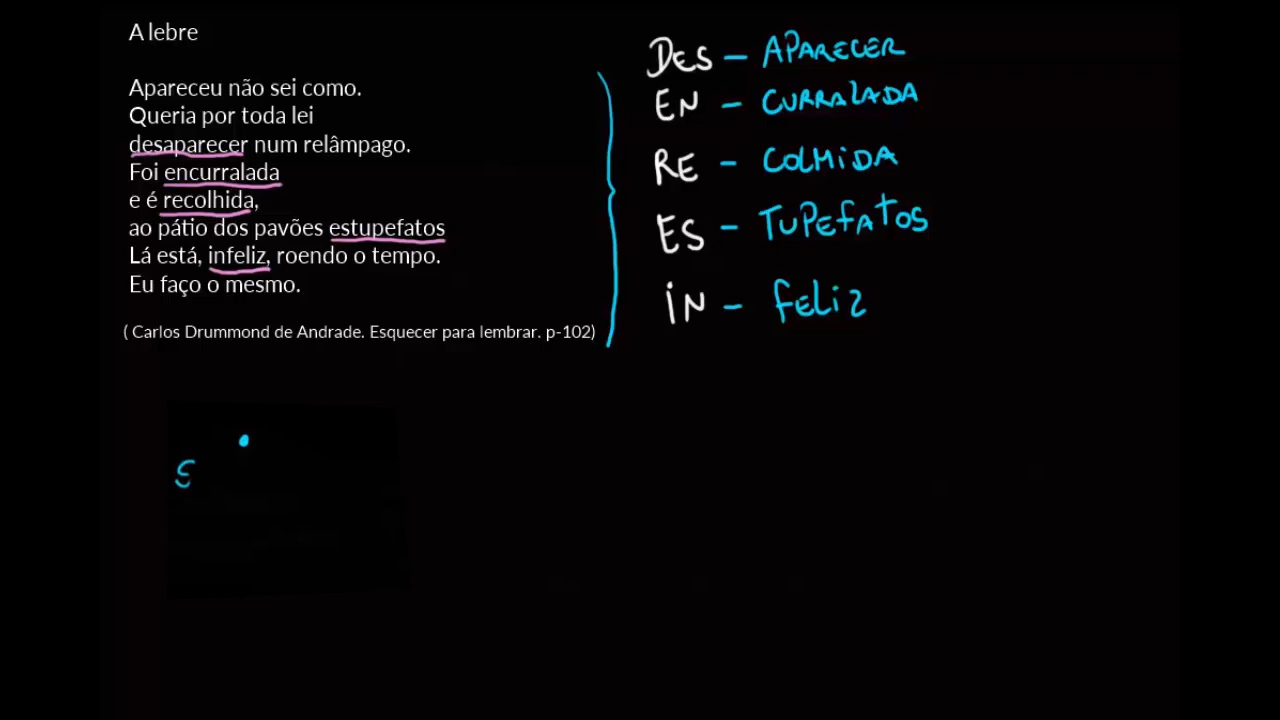 A lebre
Apareceu não sei como.
Queria por toda lei
desaparecer num relâmpago.
Foi encurralada
e é recolhida,
ao pátio dos pavões estupefatos
Lá está, infeliz, roendo o tempo.
Eu faço o mesmo.
( Carlos Drummond de Andrade. Esquecer para lembrar. p-102)
DES - APARECER
EN - CURRALADA
RE - COLMIDA
ES - TUPEFATOS
IN - FELIZ
S